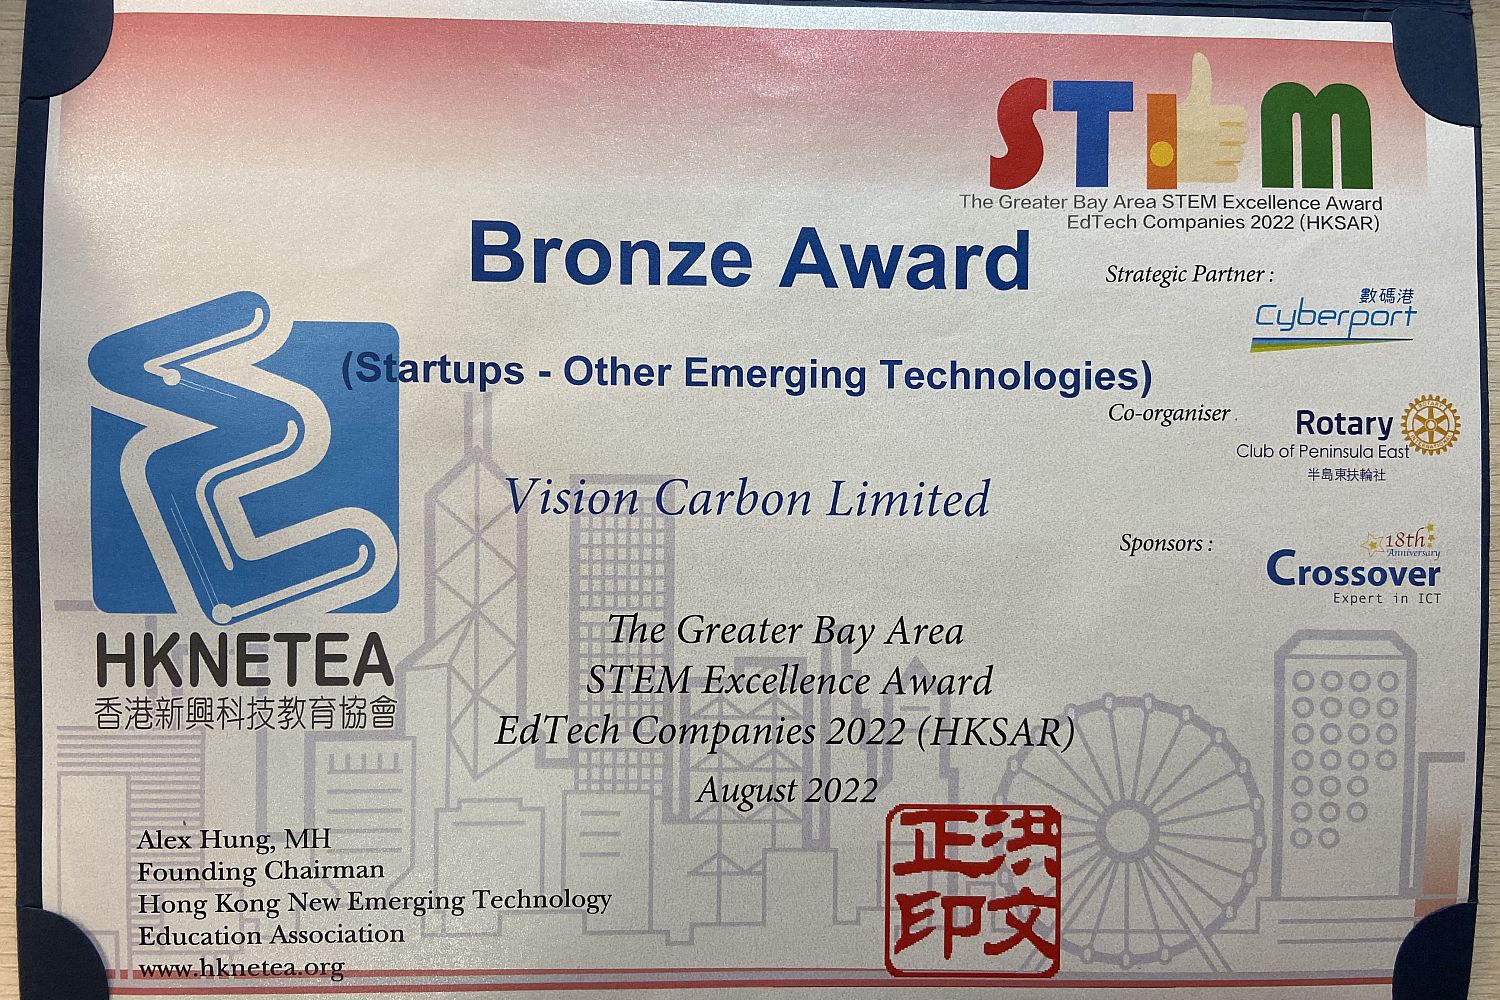 STEM
The Greater Bay Area STEM Excellence Award
EdTech Companies 2022 (HKSAR)
Bronze Award
(Startups - Other Emerging Technologies)
Strategic Partner :
數碼港
Cyberport
Co-organiser
Rotary
Club of Peninsula East
半島東扶輪社
Vision Carbon Limited
Sponsors :
18th
Anniversary
Crossover
Expert in ICT
HKNETEA
香港新興科技教育協會
The Greater Bay Area
STEM Excellence Award
EdTech Companies 2022 (HKSAR)
August 2022
Alex Hung, MH
Founding Chairman
Hong Kong New Emerging Technology
Education Association
www.hknetea.org
洪文
正印